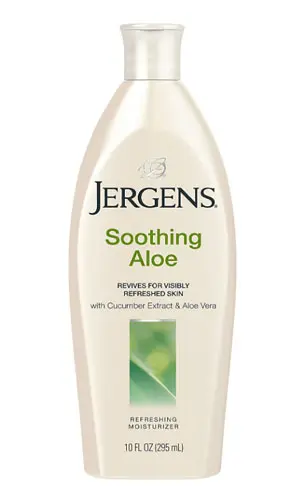 JERGENS®
Soothing
Aloe
REVIVES FOR VISIBLY
REFRESHED SKIN
with Cucumber Extract & Aloe Vera
REFRESHING
MOISTURIZER
10 FL OZ (295 mL)